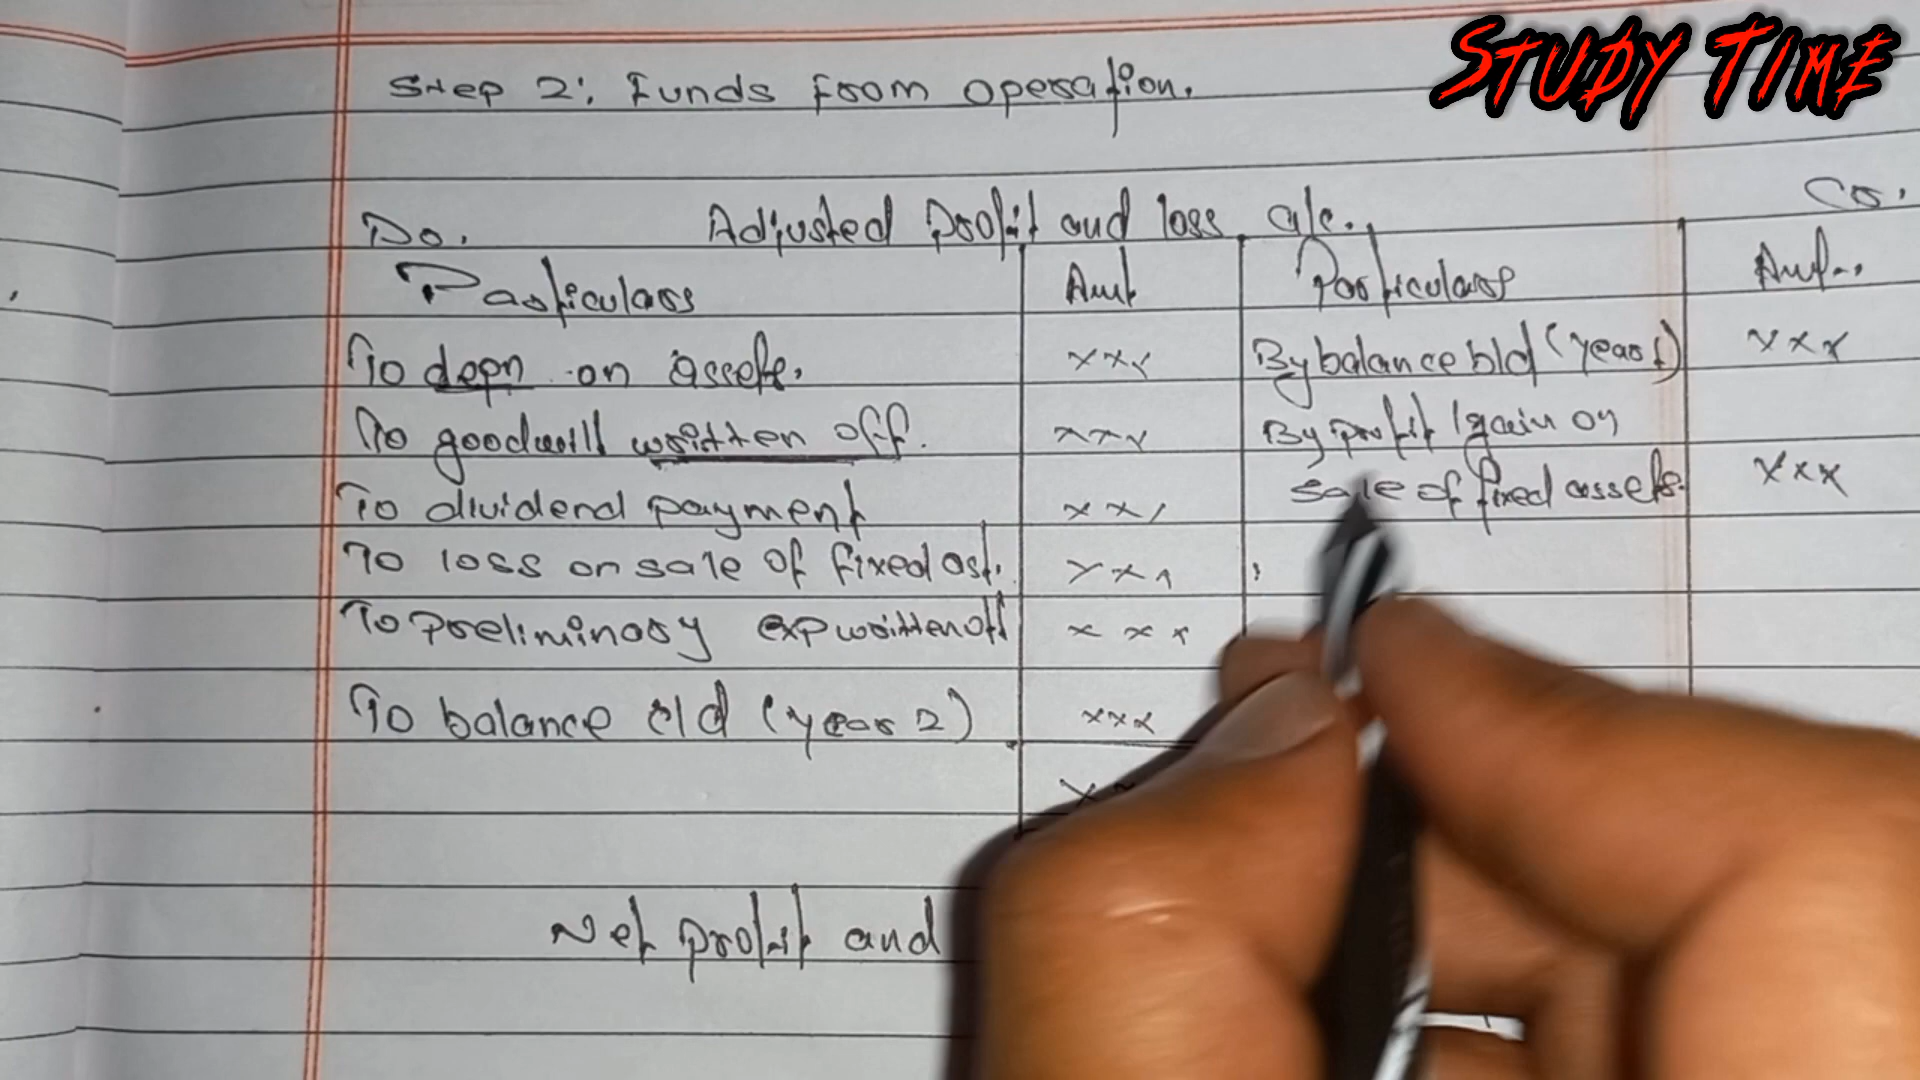 STUDY TIME
Step 2: Funds from operation.
Dr. Adjusted profit and loss a/c. Cr.
Particulars Amt Particulars Amt..
To depn on assets. xxx By balance b/d (year 1) xxx
To goodwill written off. xxx By profit / gain on
To dividend payment xxx sale of fixed assets. xxx
To loss on sale of fixed ast. xxx
To preliminary exp written off xxx
To balance c/d (year 2) xxx
Net profit and